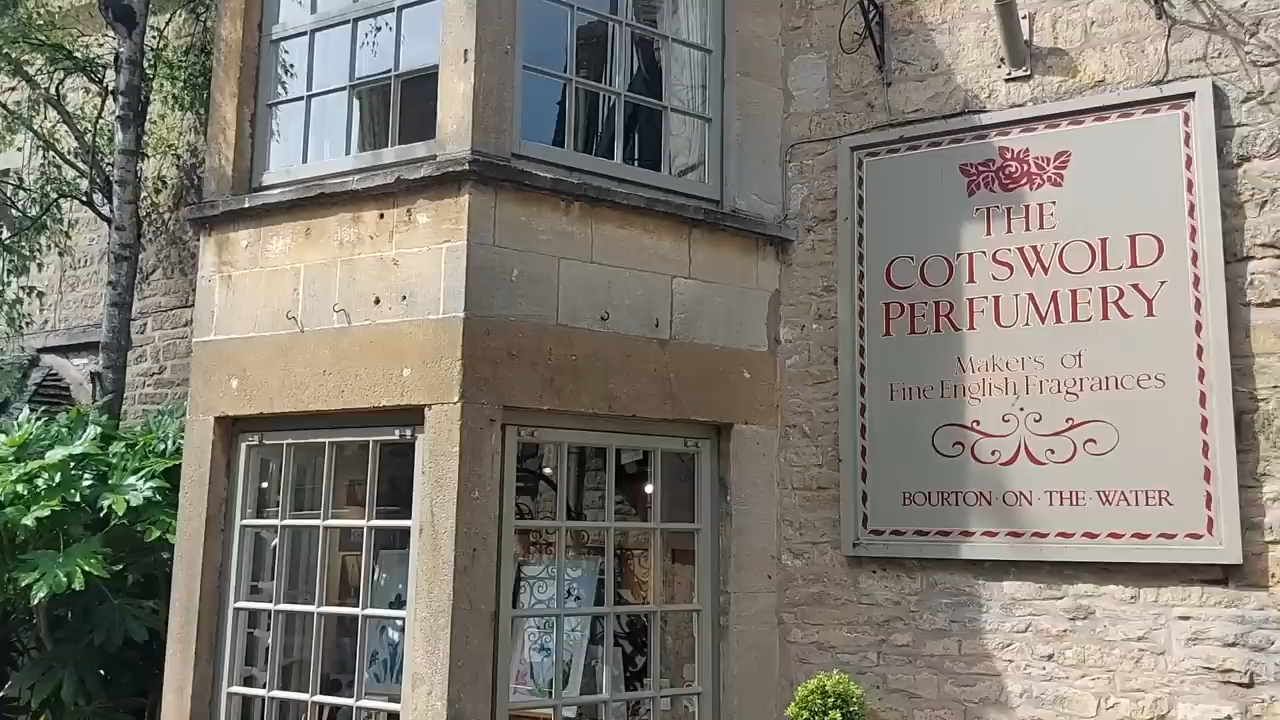 THE
COTSWOLD
PERFUMERY
Makers of
Fine English Fragrances
BOURTON·ON·THE·WATER